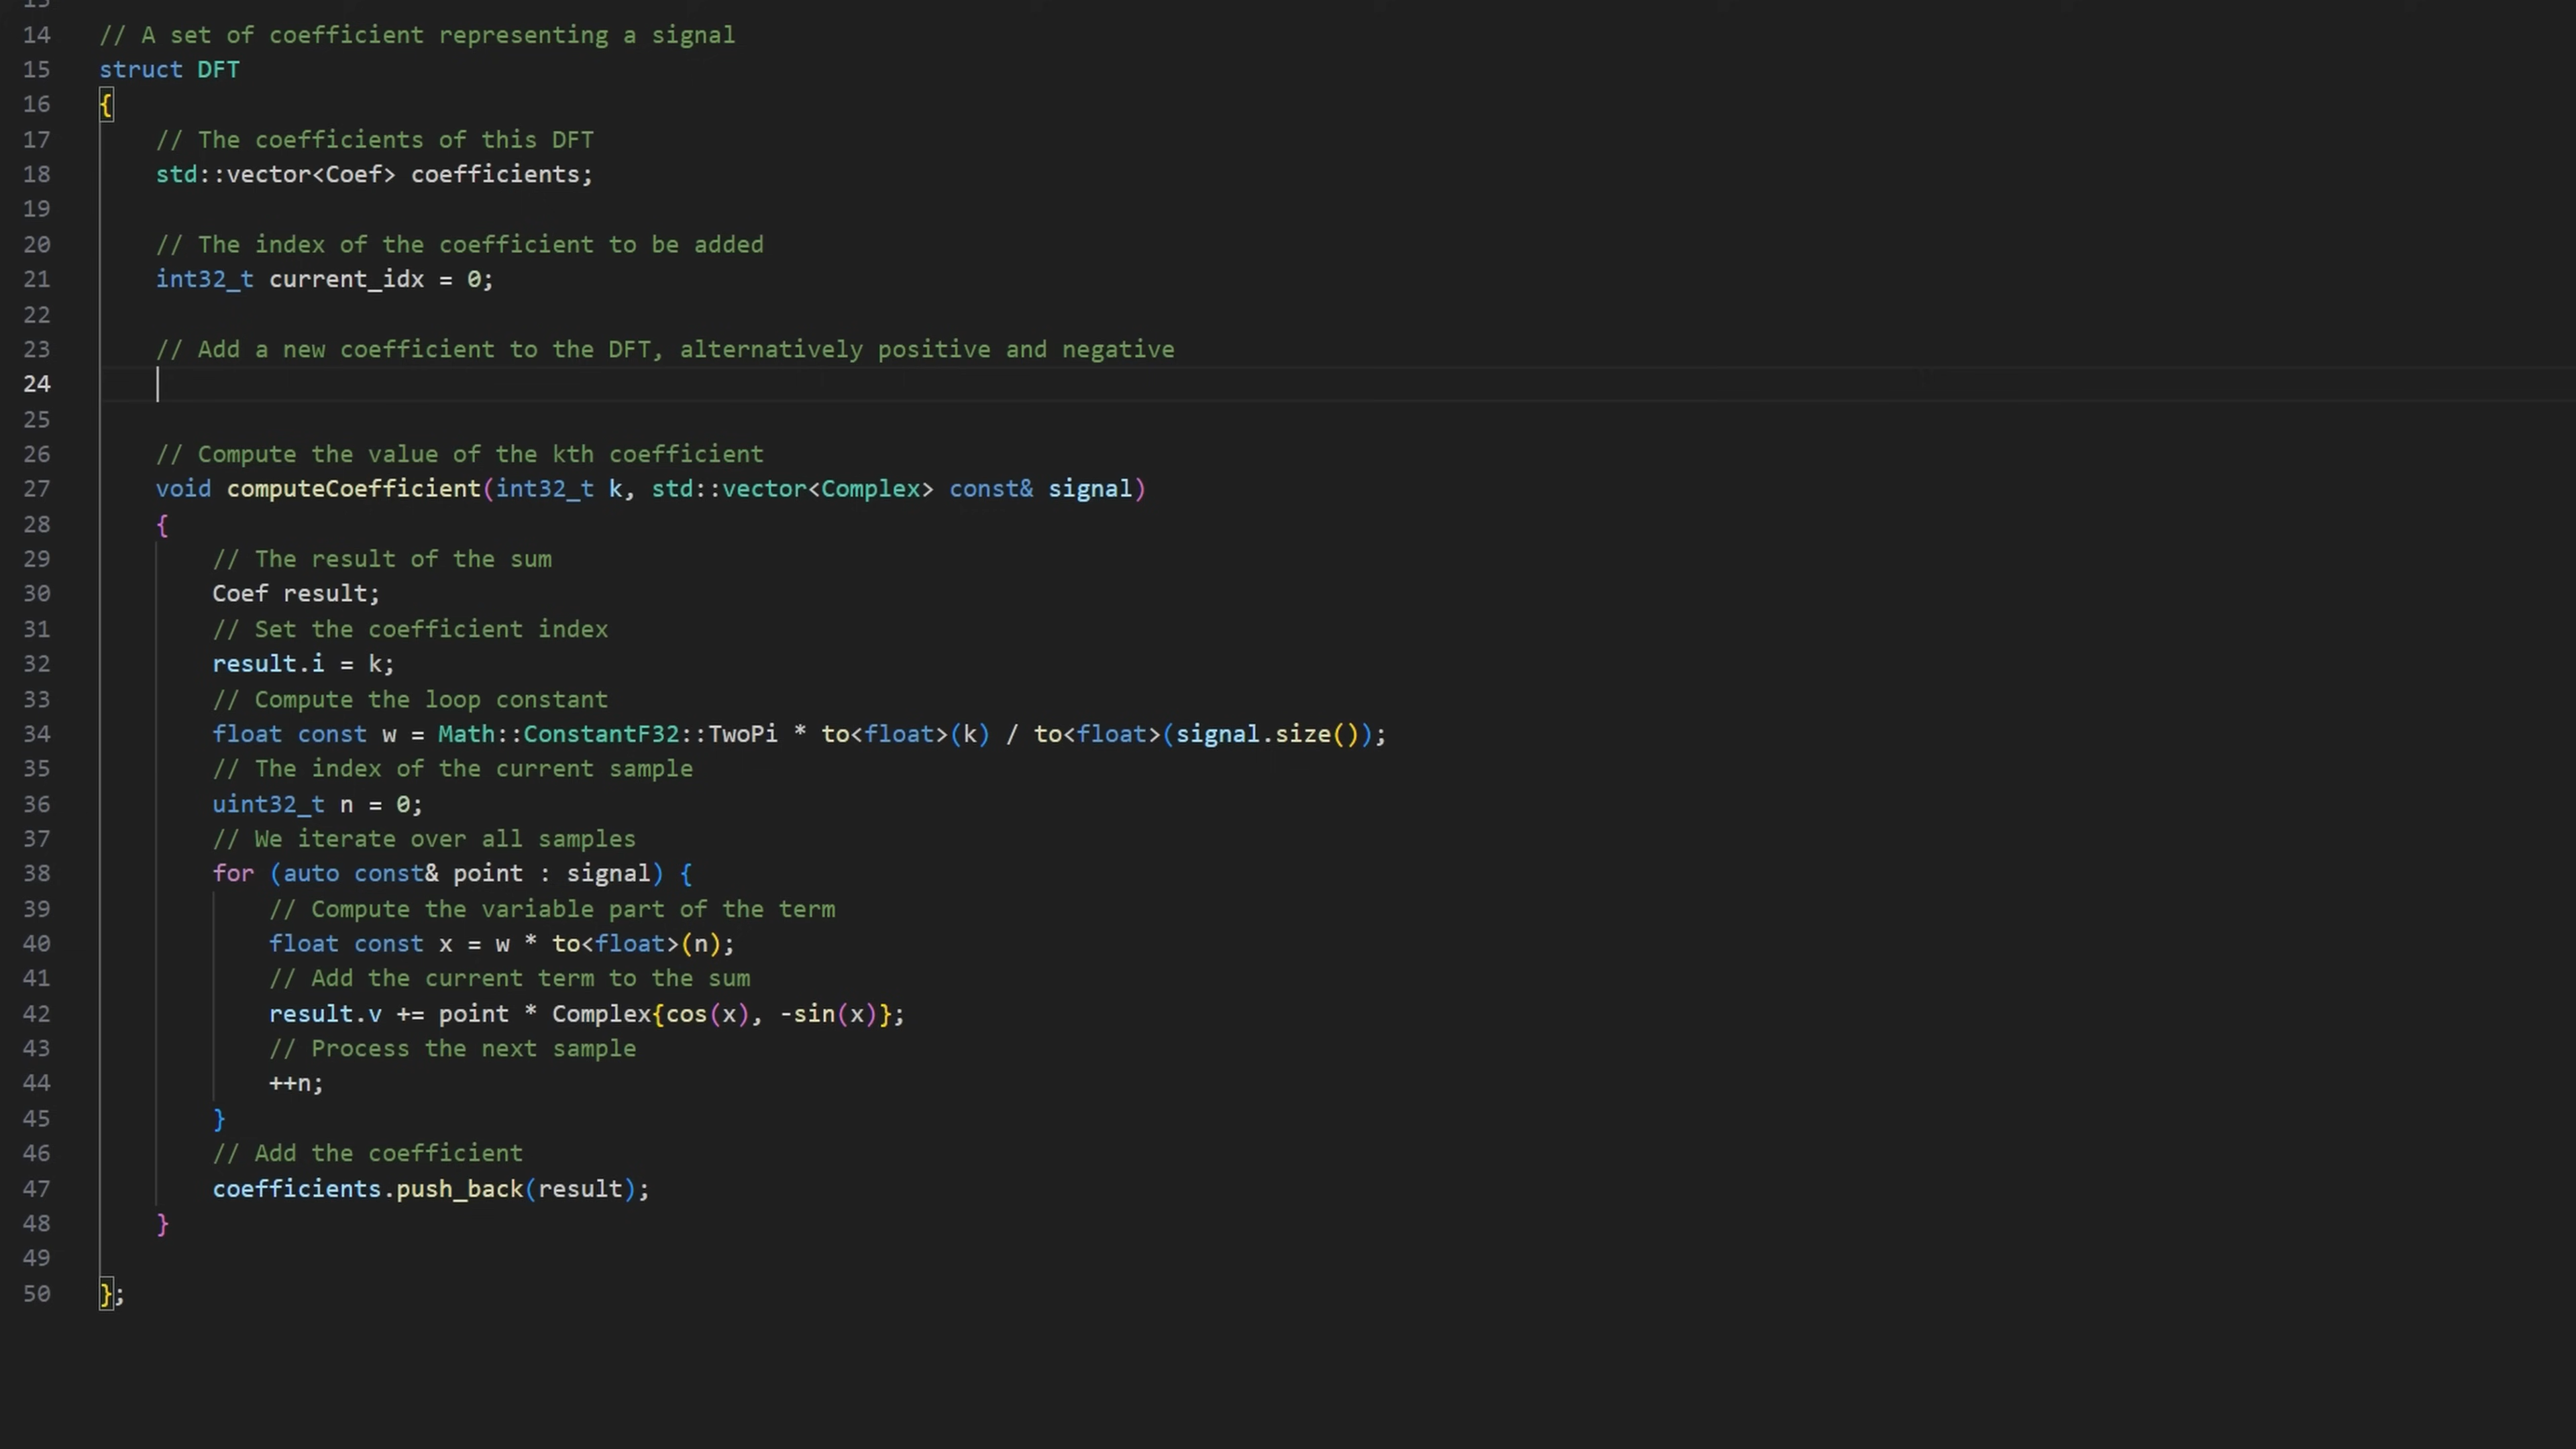 14 // A set of coefficient representing a signal
15 struct DFT
16 {
17 // The coefficients of this DFT
18 std::vector<Coef> coefficients;
19
20 // The index of the coefficient to be added
21 int32_t current_idx = 0;
22
23 // Add a new coefficient to the DFT, alternatively positive and negative
24
25
26 // Compute the value of the kth coefficient
27 void computeCoefficient(int32_t k, std::vector<Complex> const& signal)
28 {
29 // The result of the sum
30 Coef result;
31 // Set the coefficient index
32 result.i = k;
33 // Compute the loop constant
34 float const w = Math::ConstantF32::TwoPi * to<float>(k) / to<float>(signal.size());
35 // The index of the current sample
36 uint32_t n = 0;
37 // We iterate over all samples
38 for (auto const& point : signal) {
39 // Compute the variable part of the term
40 float const x = w * to<float>(n);
41 // Add the current term to the sum
42 result.v += point * Complex{cos(x), -sin(x)};
43 // Process the next sample
44 ++n;
45 }
46 // Add the coefficient
47 coefficients.push_back(result);
48 }
49
50 };